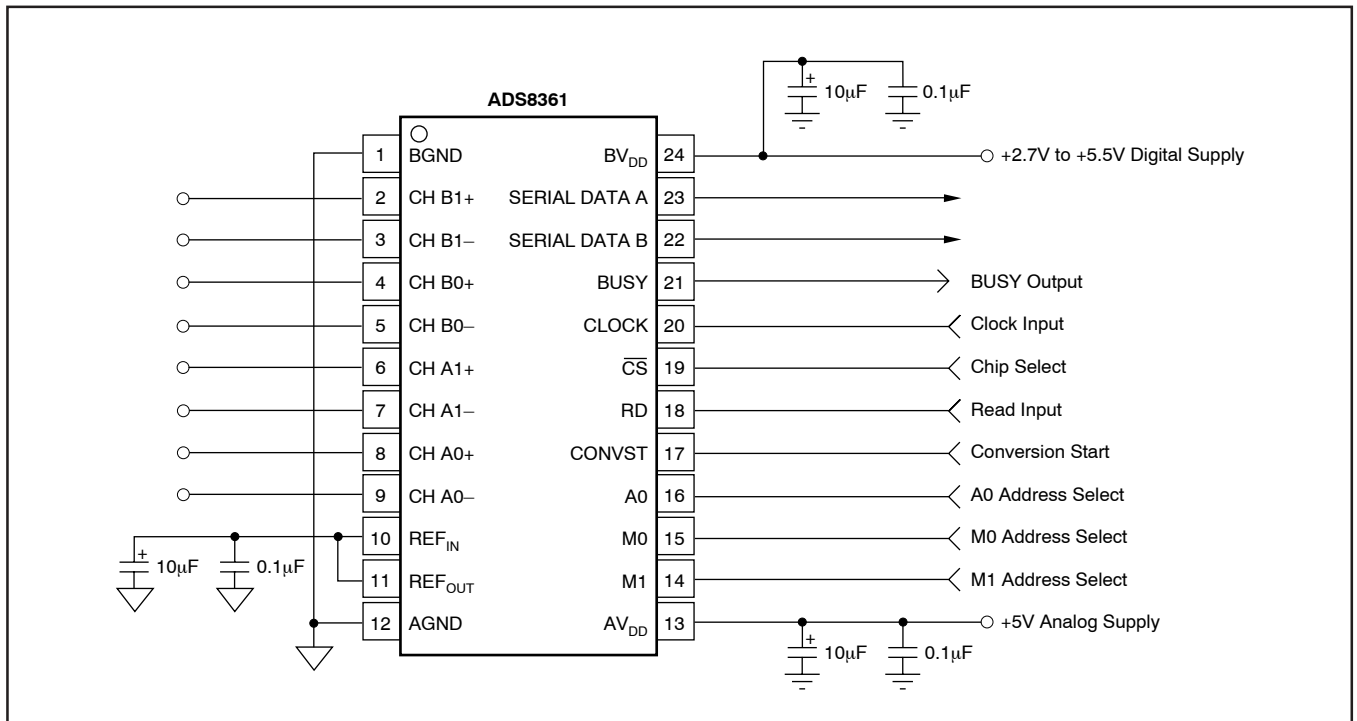 ADS8361
+ 10μF 0.1μF
1 BGND BVDD 24 +2.7V to +5.5V Digital Supply
2 CH B1+ SERIAL DATA A 23
3 CH B1− SERIAL DATA B 22
4 CH B0+ BUSY 21 BUSY Output
5 CH B0− CLOCK 20 Clock Input
6 CH A1+ CS 19 Chip Select
7 CH A1− RD 18 Read Input
8 CH A0+ CONVST 17 Conversion Start
9 CH A0− A0 16 A0 Address Select
10 REFIN M0 15 M0 Address Select
+ 10μF 0.1μF
11 REFOUT M1 14 M1 Address Select
12 AGND AVDD 13 +5V Analog Supply
+ 10μF 0.1μF